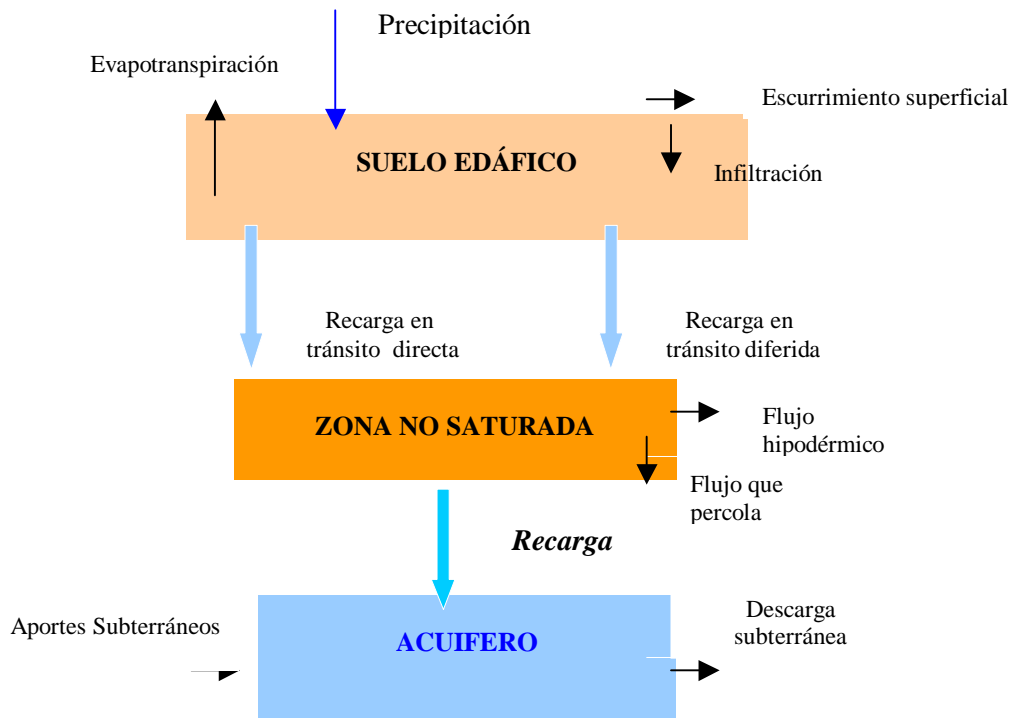 Precipitación
Evapotranspiración
Escurrimiento superficial
SUELO EDÁFICO
Infiltración
Recarga en
tránsito directa
Recarga en
tránsito diferida
ZONA NO SATURADA
Flujo
hipodérmico
Flujo que
percola
Recarga
Aportes Subterráneos
ACUIFERO
Descarga
subterránea